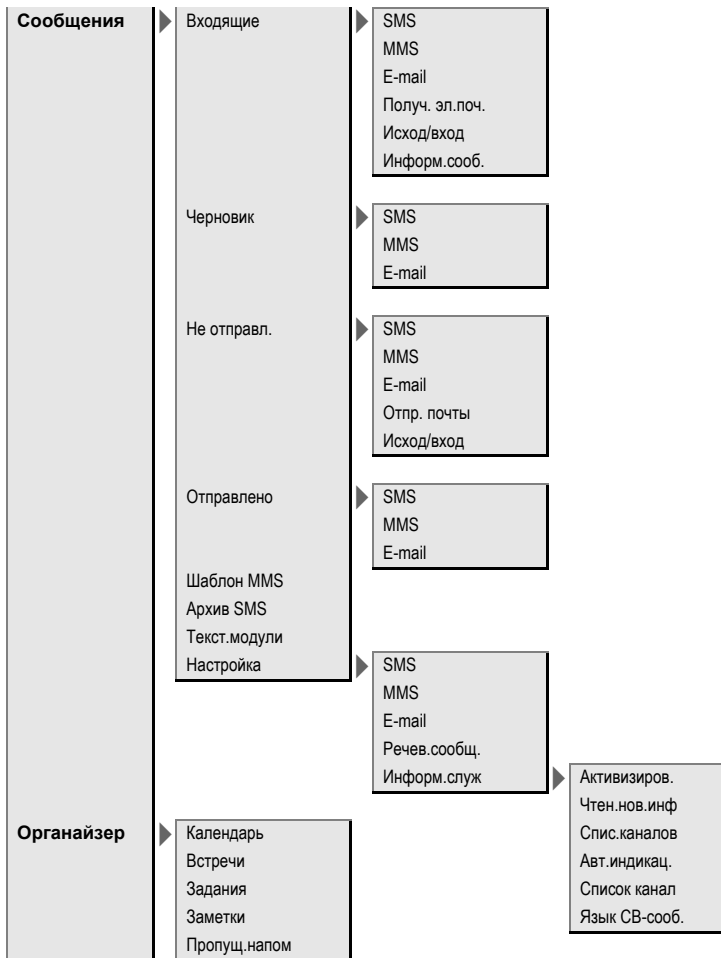 Сообщения
Входящие
SMS
MMS
E-mail
Получ. эл.поч.
Исход/вход
Информ.сооб.
Черновик
SMS
MMS
E-mail
Не отправл.
SMS
MMS
E-mail
Отпр. почты
Исход/вход
Отправлено
SMS
MMS
E-mail
Шаблон MMS
Архив SMS
Текст.модули
Настройка
SMS
MMS
E-mail
Речев.сообщ.
Информ.служ
Активизиров.
Чтен.нов.инф
Спис.каналов
Авт.индикац.
Список канал
Язык СВ-сооб.
Органайзер
Календарь
Встречи
Задания
Заметки
Пропущ.напом